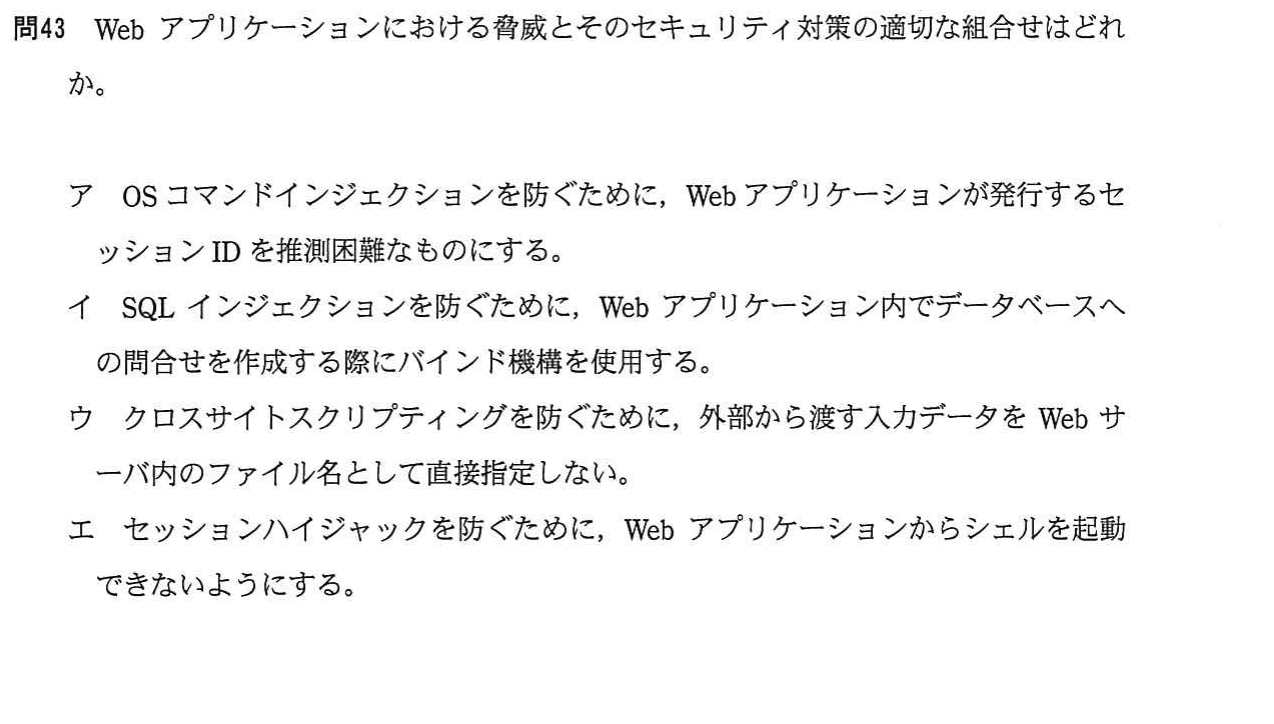 問43 Web アプリケーションにおける脅威とそのセキュリティ対策の適切な組合せはどれ
か。
ア OS コマンドインジェクションを防ぐために，Web アプリケーションが発行するセ
ッション ID を推測困難なものにする。
イ SQL インジェクションを防ぐために，Web アプリケーション内でデータベースへ
の問合せを作成する際にバインド機構を使用する。
ウ クロスサイトスクリプティングを防ぐために，外部から渡す入力データを Web サ
ーバ内のファイル名として直接指定しない。
エ セッションハイジャックを防ぐために，Web アプリケーションからシェルを起動
できないようにする。